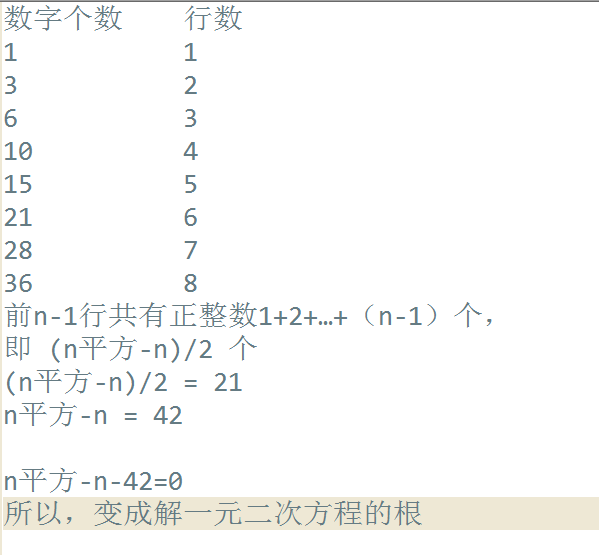 数字个数    行数
1           1
3           2
6           3
10          4
15          5
21          6
28          7
36          8
前n-1行共有正整数1+2+…+（n-1）个，
即 (n平方-n)/2 个
(n平方-n)/2 = 21
n平方-n = 42
n平方-n-42=0
所以，变成解一元二次方程的根